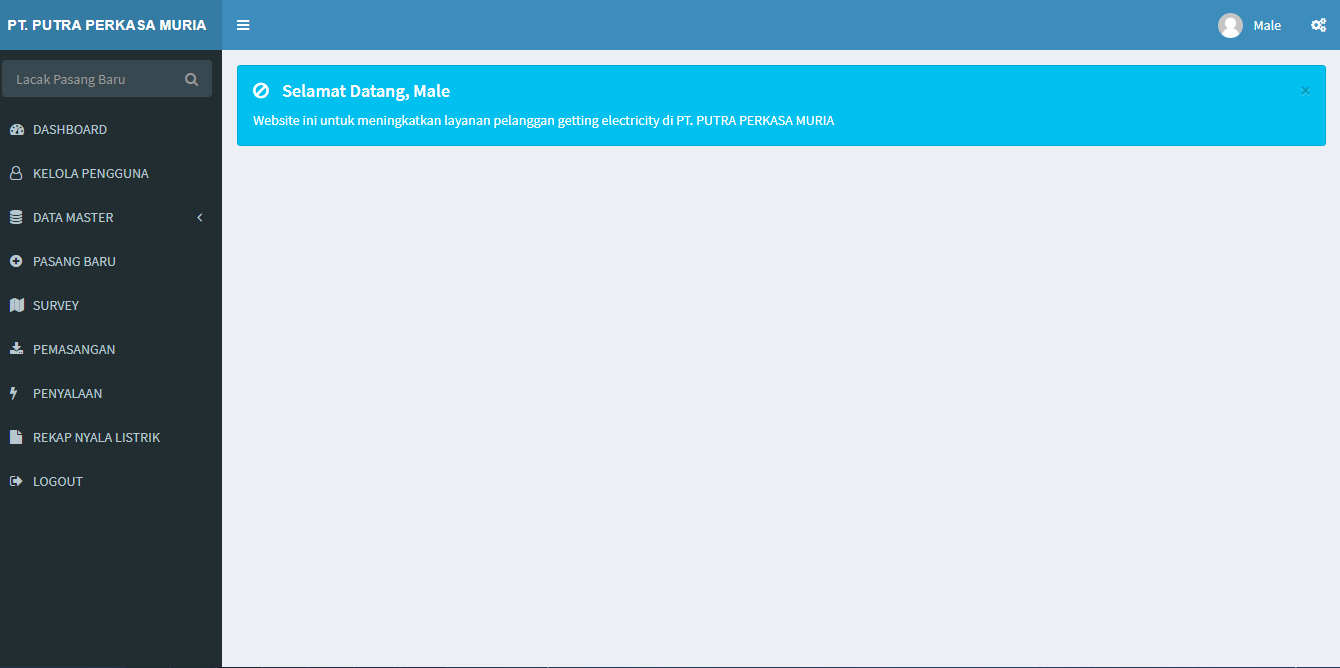 PT. PUTRA PERKASA MURIA
Male
Lacak Pasang Baru
DASHBOARD
KELOLA PENGGUNA
DATA MASTER
PASANG BARU
SURVEY
PEMASANGAN
PENYALAAN
REKAP NYALA LISTRIK
LOGOUT
Selamat Datang, Male
×
Website ini untuk meningkatkan layanan pelanggan getting electricity di PT. PUTRA PERKASA MURIA